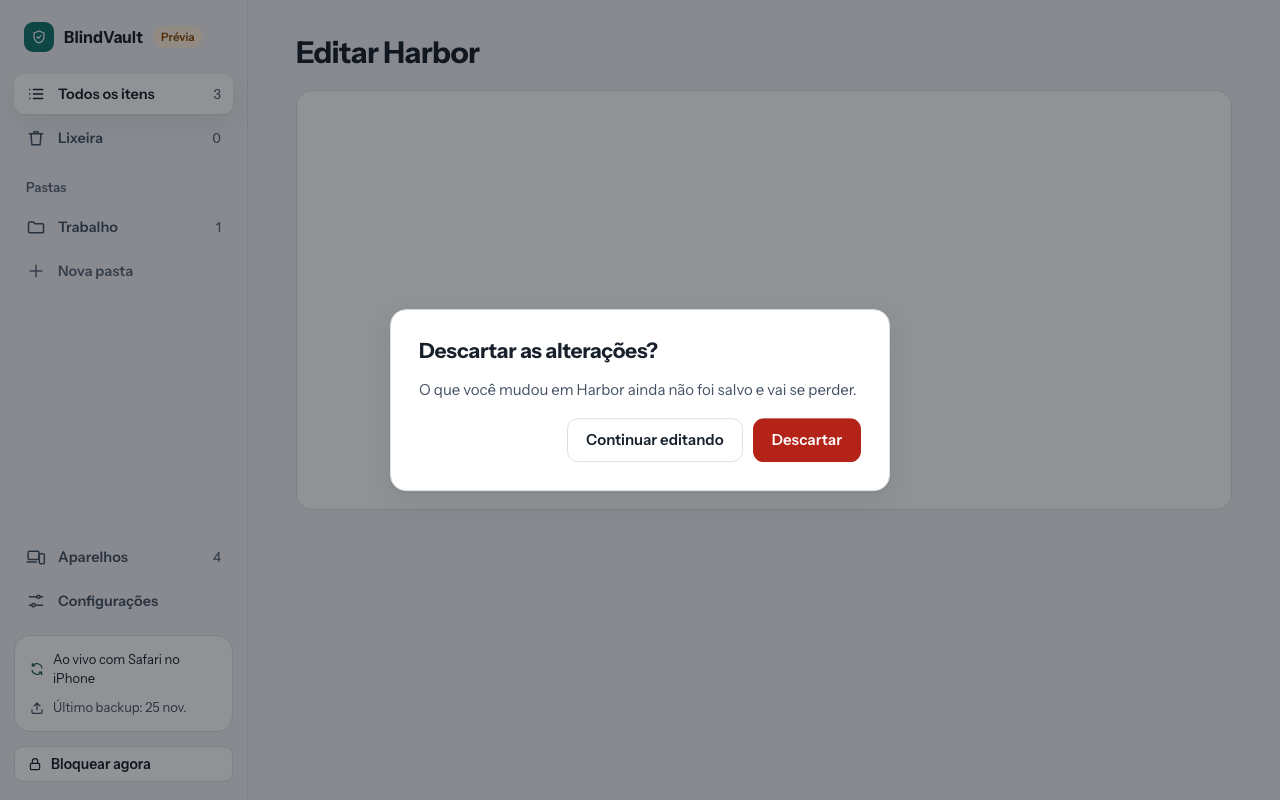 BlindVault Prévia
Todos os itens 3
Lixeira 0
Pastas
Trabalho 1
Nova pasta
Aparelhos 4
Configurações
Ao vivo com Safari no
iPhone
Último backup: 25 nov.
Bloquear agora
Editar Harbor
Descartar as alterações?
O que você mudou em Harbor ainda não foi salvo e vai se perder.
Continuar editando Descartar